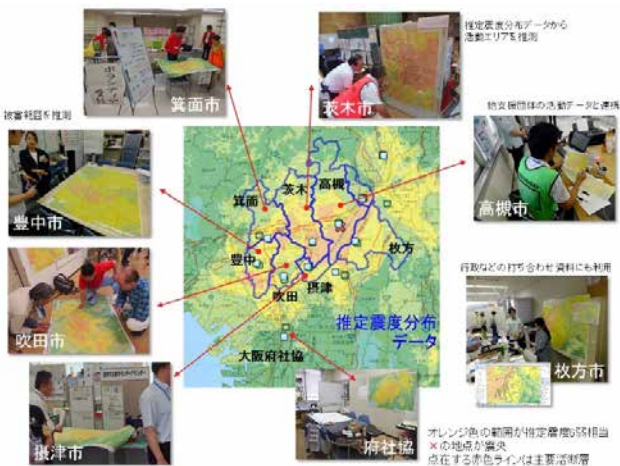 箕面市
推定震度分布データから
活動エリアを推測
茨木市
被害範囲を推測
豊中市
他支援団体の活動データと連携
高槻市
箕面
茨木
高槻
豊中
吹田
摂津
枚方
推定震度分布
データ
大阪府社協
吹田市
行政などの打ち合わせ資料にも利用
枚方市
摂津市
府社協
オレンジ色の範囲が推定震度5弱相当
×の地点が震央
点在する赤色ラインは主要活断層